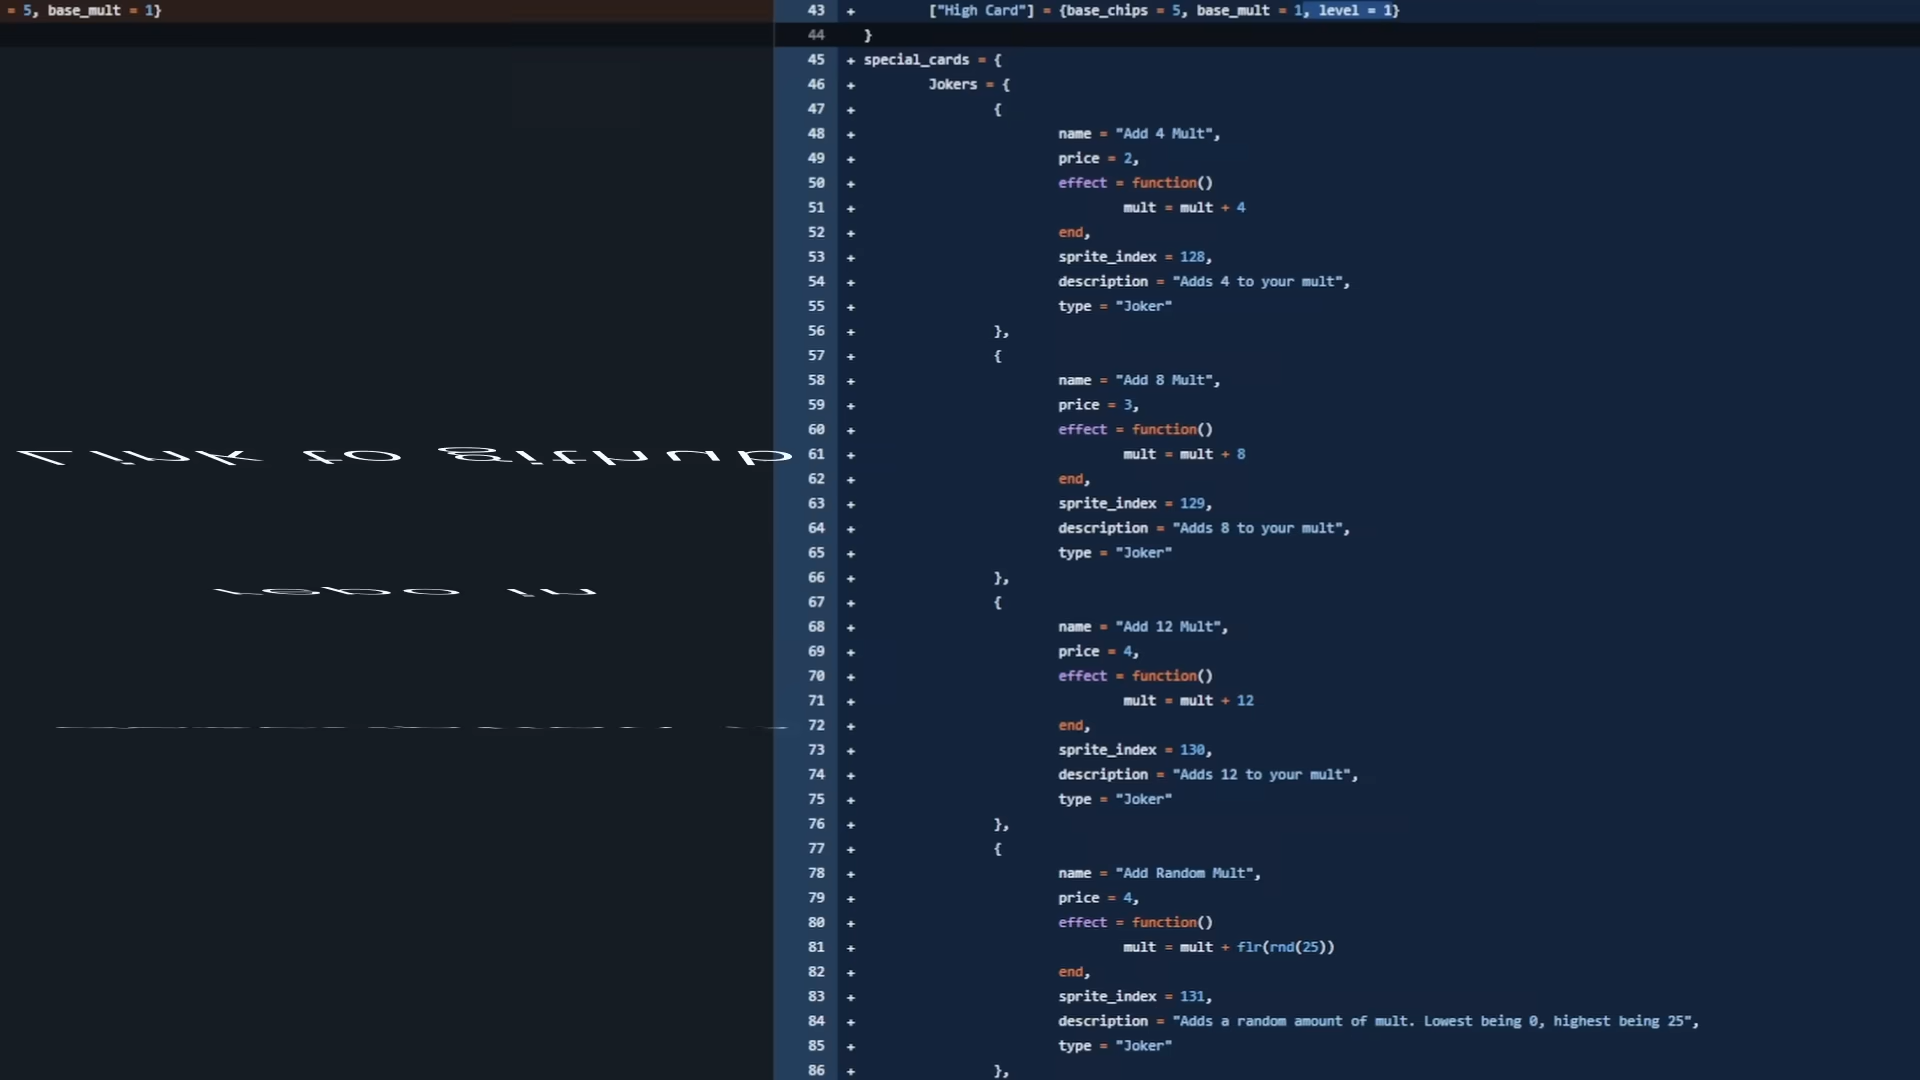 = 5, base_mult = 1}
Link to github
repo in
43 + ["High Card"] = {base_chips = 5, base_mult = 1, level = 1}
44 }
45 + special_cards = {
46 + Jokers = {
47 + {
48 + name = "Add 4 Mult",
49 + price = 2,
50 + effect = function()
51 + mult = mult + 4
52 + end,
53 + sprite_index = 128,
54 + description = "Adds 4 to your mult",
55 + type = "Joker"
56 + },
57 + {
58 + name = "Add 8 Mult",
59 + price = 3,
60 + effect = function()
61 + mult = mult + 8
62 + end,
63 + sprite_index = 129,
64 + description = "Adds 8 to your mult",
65 + type = "Joker"
66 + },
67 + {
68 + name = "Add 12 Mult",
69 + price = 4,
70 + effect = function()
71 + mult = mult + 12
72 + end,
73 + sprite_index = 130,
74 + description = "Adds 12 to your mult",
75 + type = "Joker"
76 + },
77 + {
78 + name = "Add Random Mult",
79 + price = 4,
80 + effect = function()
81 + mult = mult + flr(rnd(25))
82 + end,
83 + sprite_index = 131,
84 + description = "Adds a random amount of mult. Lowest being 0, highest being 25",
85 + type = "Joker"
86 + },